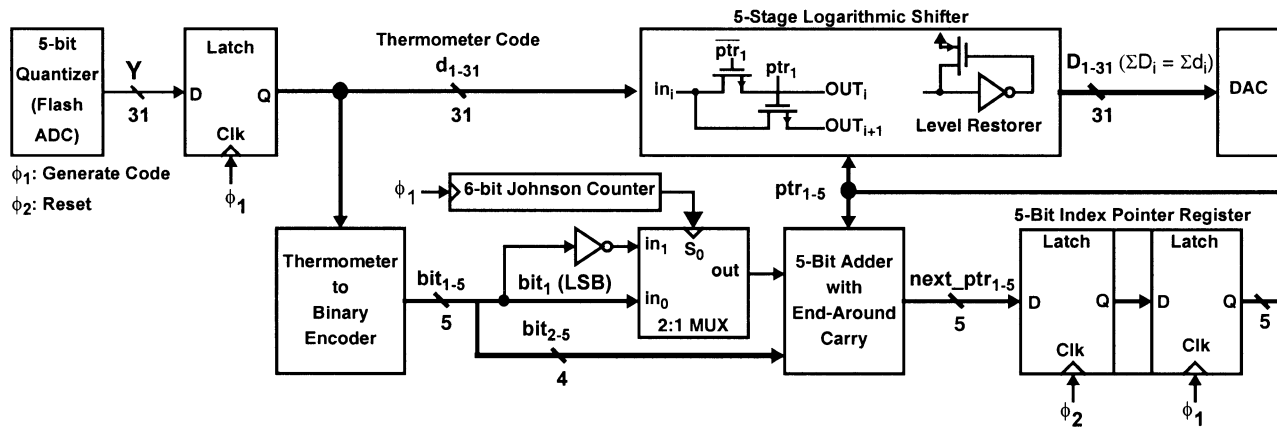 5-Stage Logarithmic Shifter
5-bit
Quantizer
(Flash
ADC)
Y
31
Latch
D
Q
Clk
ϕ1
Thermometer Code
d1-31
31
ini
ptr1
ptr1
OUTi
OUTi+1
Level Restorer
D1-31 (ΣDi = Σdi)
31
DAC
ϕ1: Generate Code
ϕ2: Reset
ϕ1
6-bit Johnson Counter
ptr1-5
5-Bit Index Pointer Register
Thermometer
to
Binary
Encoder
bit1-5
5
bit1 (LSB)
bit2-5
4
in1
S0
out
in0
2:1 MUX
5-Bit Adder
with
End-Around
Carry
next_ptr1-5
5
Latch
D
Q
Clk
ϕ2
Latch
D
Q
Clk
ϕ1
5